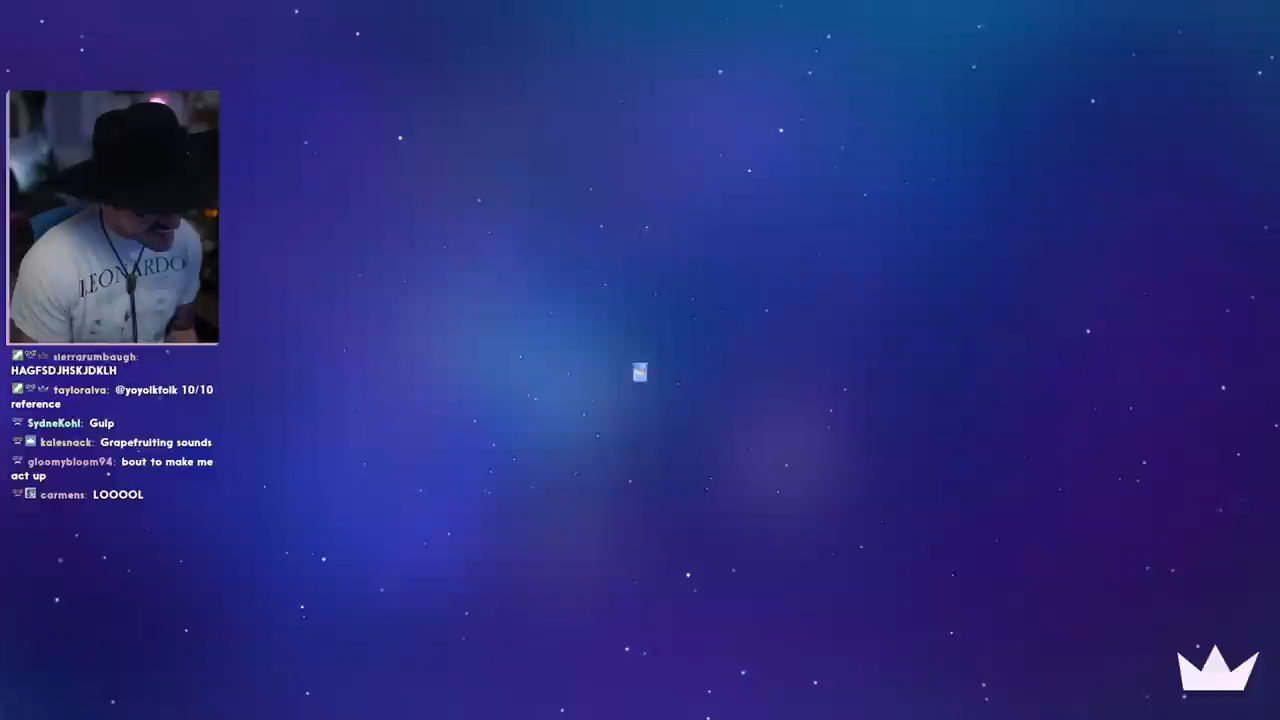 LEONARDO
sierrarumbaugh:
HAGFSDJHSKJDKLH
tayloralva: @yoyolkfolk 10/10
reference
SydneKohl: Gulp
kalesnack: Grapefruiting sounds
gloomybloom94: bout to make me
act up
carmens: LOOOOL